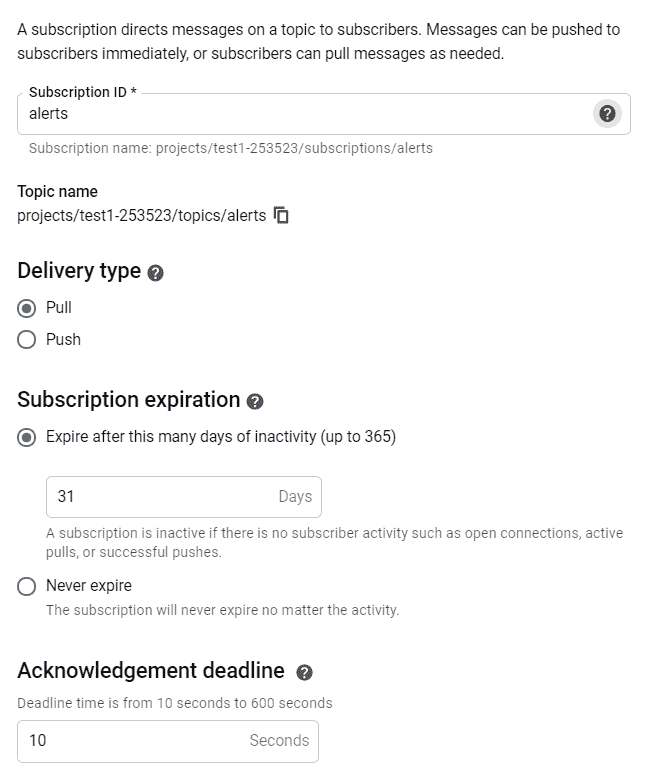 A subscription directs messages on a topic to subscribers. Messages can be pushed to
subscribers immediately, or subscribers can pull messages as needed.
Subscription ID *
alerts
Subscription name: projects/test1-253523/subscriptions/alerts
Topic name
projects/test1-253523/topics/alerts
Delivery type
Pull
Push
Subscription expiration
Expire after this many days of inactivity (up to 365)
31 Days
A subscription is inactive if there is no subscriber activity such as open connections, active
pulls, or successful pushes.
Never expire
The subscription will never expire no matter the activity.
Acknowledgement deadline
Deadline time is from 10 seconds to 600 seconds
10 Seconds